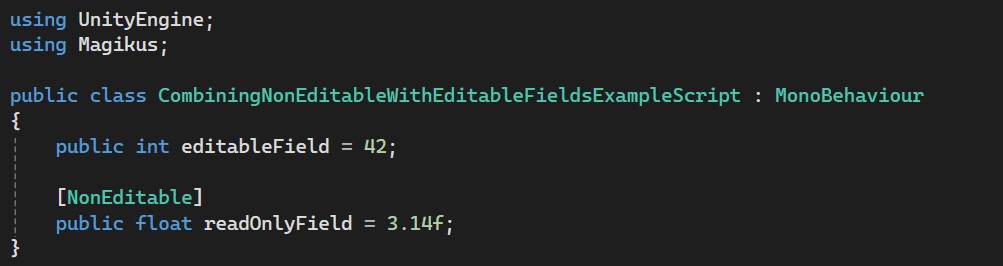 using UnityEngine;
using Magikus;
public class CombiningNonEditableWithEditableFieldsExampleScript : MonoBehaviour
{
public int editableField = 42;
[NonEditable]
public float readOnlyField = 3.14f;
}